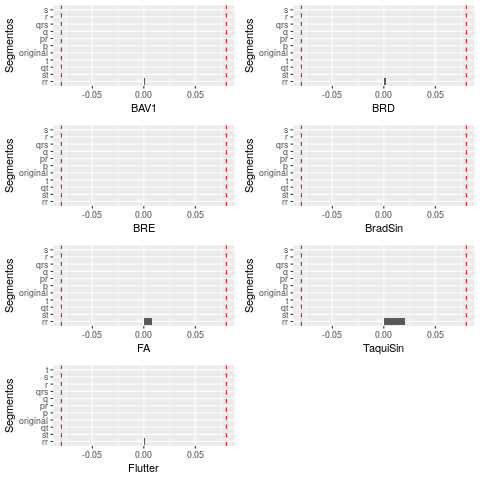 Segmentos
s
r
qrs
q
pr
p
original
t
qt
st
rr
-0.05 0.00 0.05
BAV1
Segmentos
s
r
qrs
q
pr
p
original
t
qt
st
rr
-0.05 0.00 0.05
BRD
Segmentos
s
r
qrs
q
pr
p
original
t
qt
st
rr
-0.05 0.00 0.05
BRE
Segmentos
s
r
qrs
q
pr
p
original
t
qt
st
rr
-0.05 0.00 0.05
BradSin
Segmentos
s
r
qrs
q
pr
p
original
t
qt
st
rr
-0.05 0.00 0.05
FA
Segmentos
s
r
qrs
q
pr
p
original
t
qt
st
rr
-0.05 0.00 0.05
TaquiSin
Segmentos
t
s
r
qrs
q
pr
p
original
qt
st
rr
-0.05 0.00 0.05
Flutter